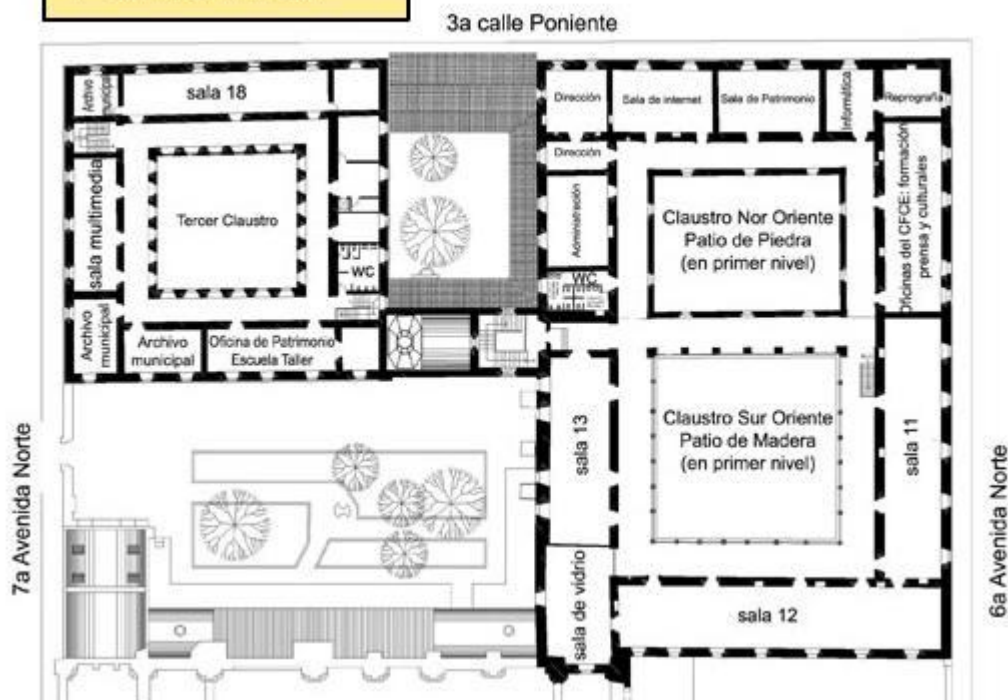 3a calle Poniente
Archivo
municipal
sala 18
Dirección
Sala de internet
Sala de Patrimonio
Informática
Reprografía
Dirección
sala multimedia
Tercer Claustro
Administración
Claustro Nor Oriente
Patio de Piedra
(en primer nivel)
Oficinas del CFCE: formación
prensa y culturales
WC
WC
Archivo
municipal
Archivo
municipal
Oficina de Patrimonio
Escuela Taller
sala 13
Claustro Sur Oriente
Patio de Madera
(en primer nivel)
sala 11
7a Avenida Norte
6a Avenida Norte
sala de vidrio
sala 12